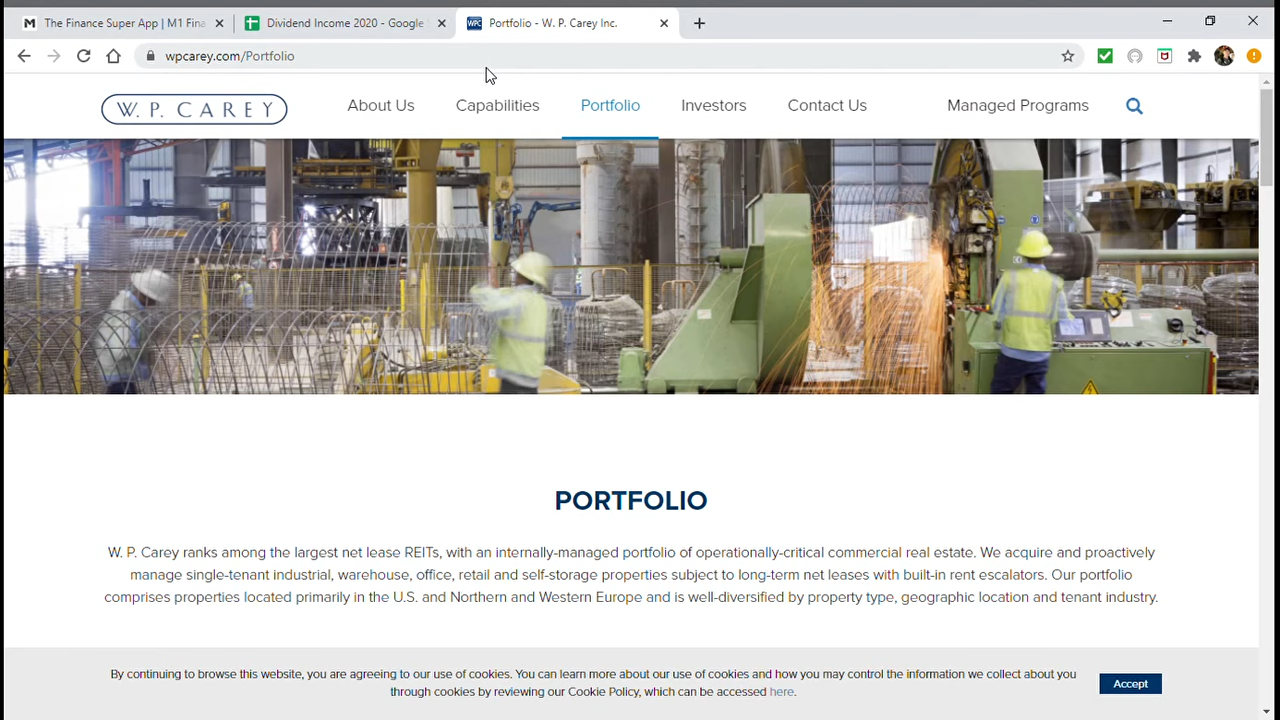 The Finance Super App | M1 Fina
Dividend Income 2020 - Google
WPC
Portfolio - W. P. Carey Inc.
wpcarey.com/Portfolio
W. P. CAREY
About Us
Capabilities
Portfolio
Investors
Contact Us
Managed Programs
PORTFOLIO
W. P. Carey ranks among the largest net lease REITs, with an internally-managed portfolio of operationally-critical commercial real estate. We acquire and proactively
manage single-tenant industrial, warehouse, office, retail and self-storage properties subject to long-term net leases with built-in rent escalators. Our portfolio
comprises properties located primarily in the U.S. and Northern and Western Europe and is well-diversified by property type, geographic location and tenant industry.
By continuing to browse this website, you are agreeing to our use of cookies. You can learn more about our use of cookies and how you may control the information we collect about you
through cookies by reviewing our Cookie Policy, which can be accessed here.
Accept